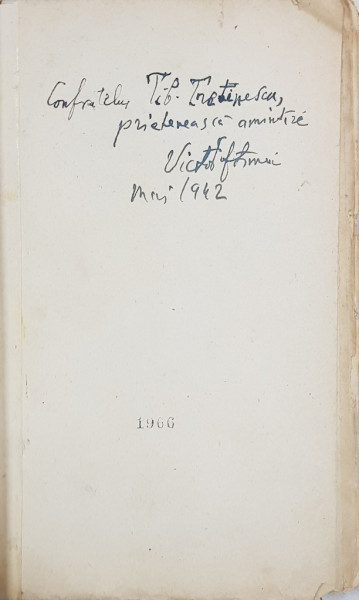 Confratelui Tib. Tretinescu,
prietenească amintire
Victor Eftimiu
Mai 1942
1966